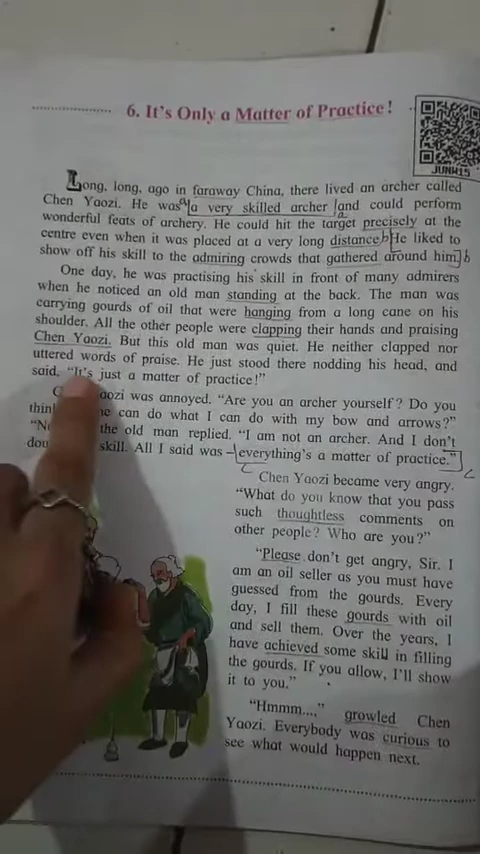 6. It's Only a Matter of Practice!
JUNW15
Long, long, ago in faraway China, there lived an archer called
Chen Yaozi. He was a very skilled archer and could perform
wonderful feats of archery. He could hit the target precisely at the
centre even when it was placed at a very long distance. He liked to
show off his skill to the admiring crowds that gathered around him. b
One day, he was practising his skill in front of many admirers
when he noticed an old man standing at the back. The man was
carrying gourds of oil that were hanging from a long cane on his
shoulder. All the other people were clapping their hands and praising
Chen Yaozi. But this old man was quiet. He neither clapped nor
uttered words of praise. He just stood there nodding his head, and
said, "It's just a matter of practice!"
was annoyed. "Are you an archer yourself? Do you
can do what I can do with my bow and arrows?"
the old man replied. "I am not an archer. And I don't
skill. All I said was – everything's a matter of practice."
Chen Yaozi became very angry.
"What do you know that you pass
such thoughtless comments on
other people? Who are you?"
"Please don't get angry, Sir. I
am an oil seller as you must have
guessed from the gourds. Every
day, I fill these gourds with oil
and sell them. Over the years, I
have achieved some skill in filling
the gourds. If you allow, I'll show
it to you."
"Hmmm...," growled Chen
Yaozi. Everybody was curious to
see what would happen next.